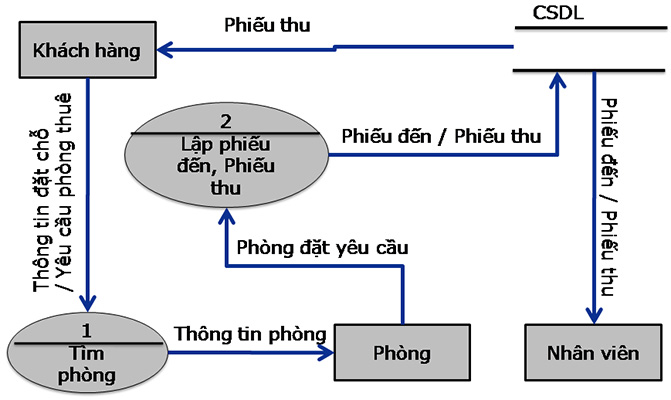 Phiếu thu
CSDL
Khách hàng
Thông tin đặt chỗ
/ Yêu cầu phòng thuê
2
Lập phiếu
đến, Phiếu
thu
Phiếu đến / Phiếu thu
Phiếu đến / Phiếu thu
Phòng đặt yêu cầu
1
Tìm
phòng
Thông tin phòng
Phòng
Nhân viên